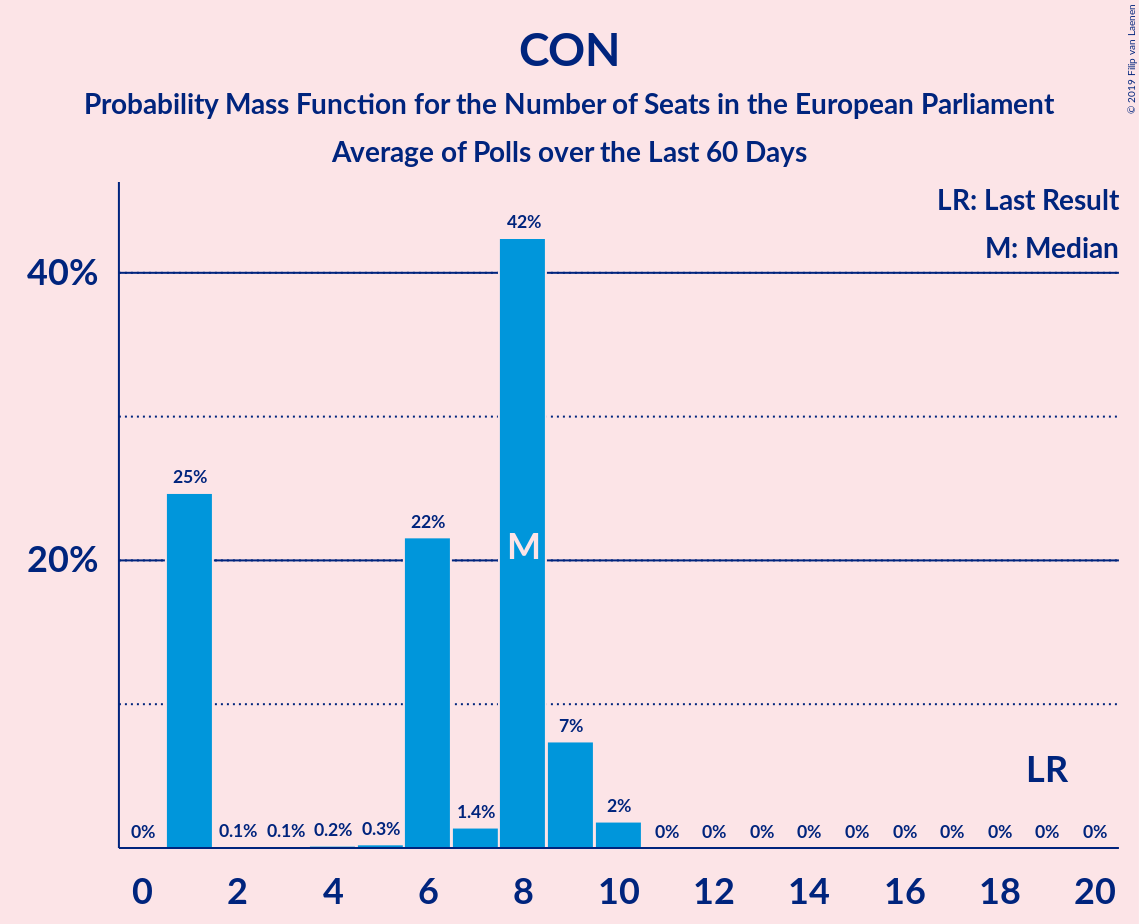 CON
Probability Mass Function for the Number of Seats in the European Parliament
Average of Polls over the Last 60 Days
© 2019 Filip van Laenen
LR: Last Result
M: Median
40%
20%
0%
25%
0.1%
0.1%
0.2%
0.3%
22%
1.4%
42%
M
7%
2%
0%
0%
0%
0%
0%
0%
0%
0%
0%
0%
LR
0 2 4 6 8 10 12 14 16 18 20